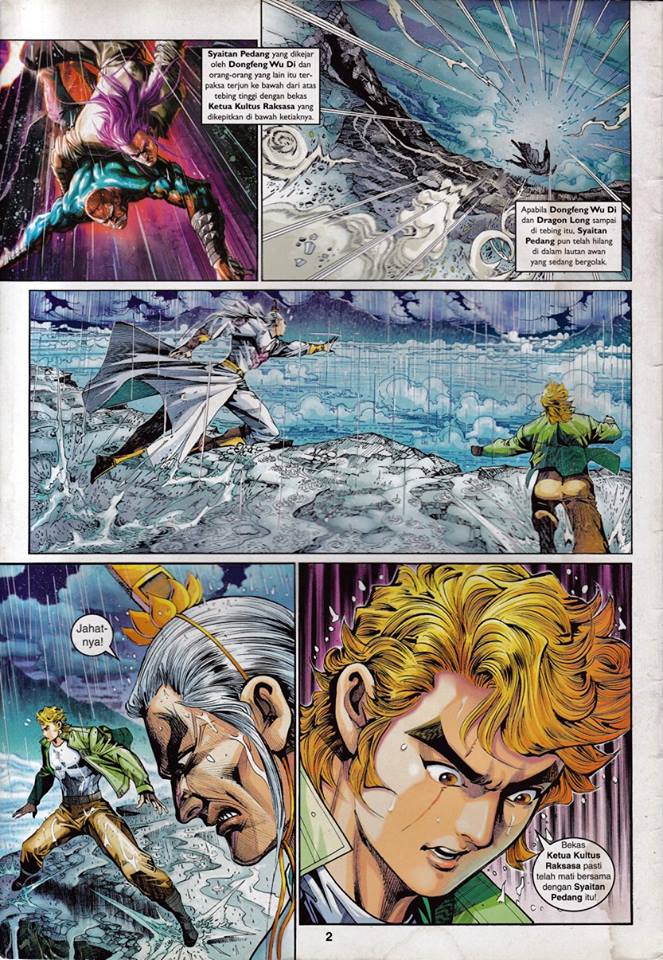 Syaitan Pedang yang dikejar
oleh Dongfeng Wu Di dan
orang-orang yang lain itu ter-
paksa terjun ke bawah dari atas
tebing tinggi dengan bekas
Ketua Kultus Raksasa yang
dikepitkan di bawah ketiaknya.
Apabila Dongfeng Wu Di
dan Dragon Long sampai
di tebing itu, Syaitan
Pedang pun telah hilang
di dalam lautan awan
yang sedang bergolak.
Jahat-
nya!
Bekas
Ketua Kultus
Raksasa pasti
telah mati bersama
dengan Syaitan
Pedang itu!
2